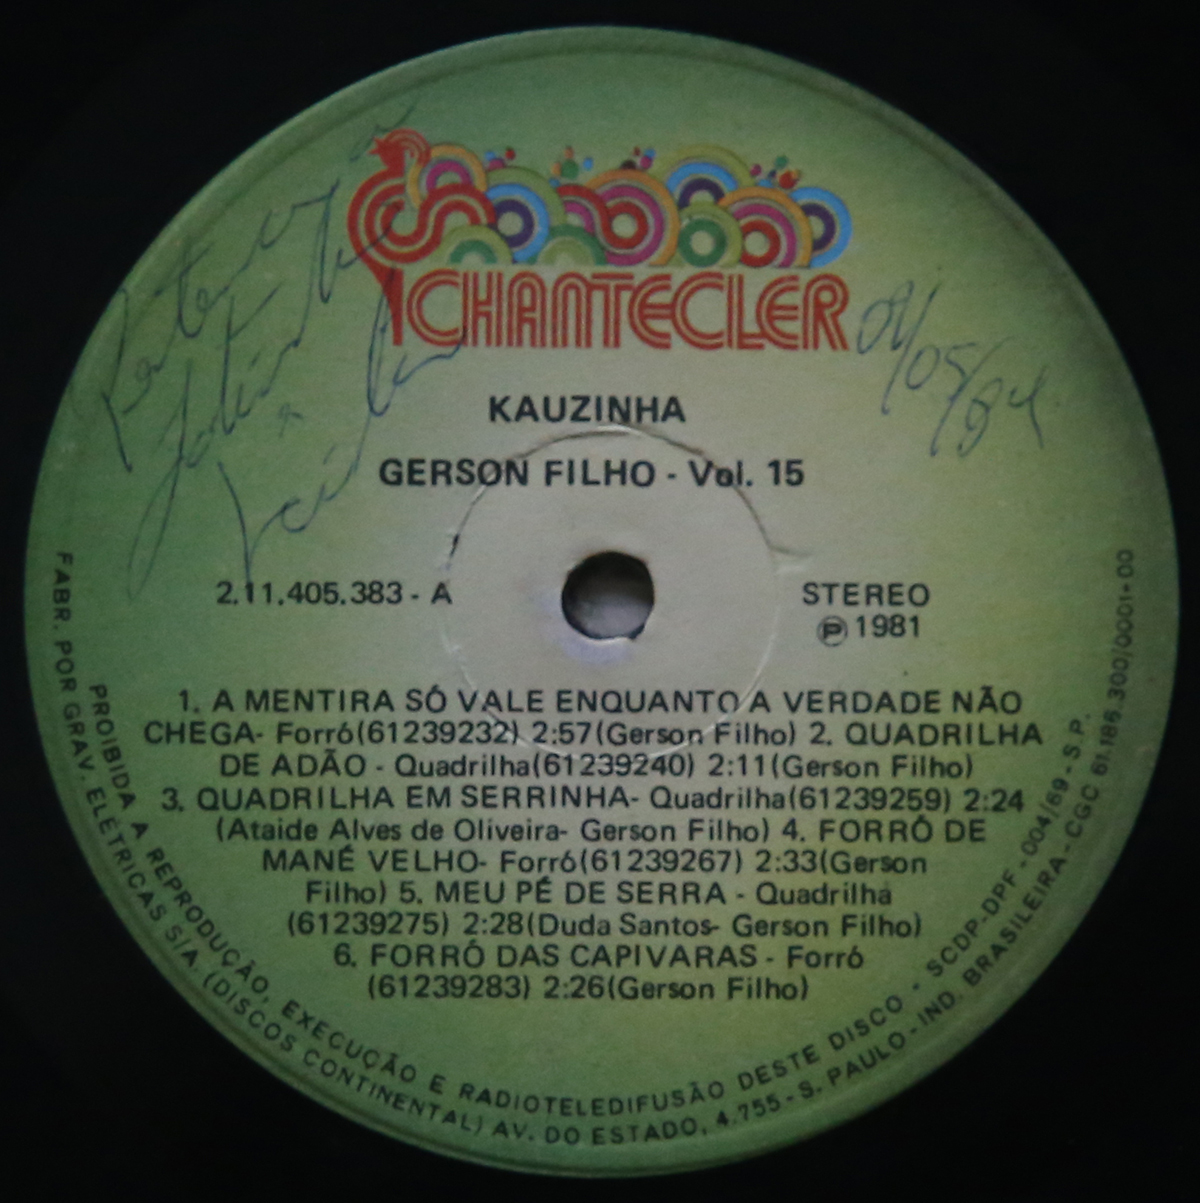 CHANTECLER
KAUZINHA
GERSON FILHO - Vol. 15
2.11.405.383 - A
STEREO
Ⓟ 1981
1. A MENTIRA SÓ VALE ENQUANTO A VERDADE NÃO
CHEGA- Forró(61239232) 2:57(Gerson Filho) 2. QUADRILHA
DE ADÃO - Quadrilha(61239240) 2:11(Gerson Filho)
3. QUADRILHA EM SERRINHA- Quadrilha(61239259) 2:24
(Ataide Alves de Oliveira- Gerson Filho) 4. FORRÓ DE
MANÉ VELHO- Forró(61239267) 2:33(Gerson
Filho) 5. MEU PÉ DE SERRA - Quadrilha
(61239275) 2:28(Duda Santos- Gerson Filho)
6. FORRÓ DAS CAPIVARAS - Forró
(61239283) 2:26(Gerson Filho)
PROIBIDA A REPRODUÇÃO, EXECUÇÃO E RADIOTELEDIFUSÃO DESTE DISCO - SCDP-DPF - 004/69 - S.P.
FABR. POR GRAV. ELÉTRICAS S/A. (DISCOS CONTINENTAL) AV. DO ESTADO, 4.755 - S. PAULO - IND. BRASILEIRA - CGC 61.186.300/0001-00